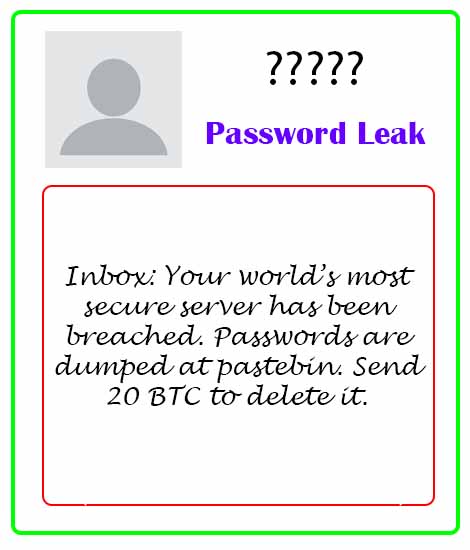 ?????
Password Leak
Inbox: Your world's most
secure server has been
breached. Passwords are
dumped at pastebin. Send
20 BTC to delete it.